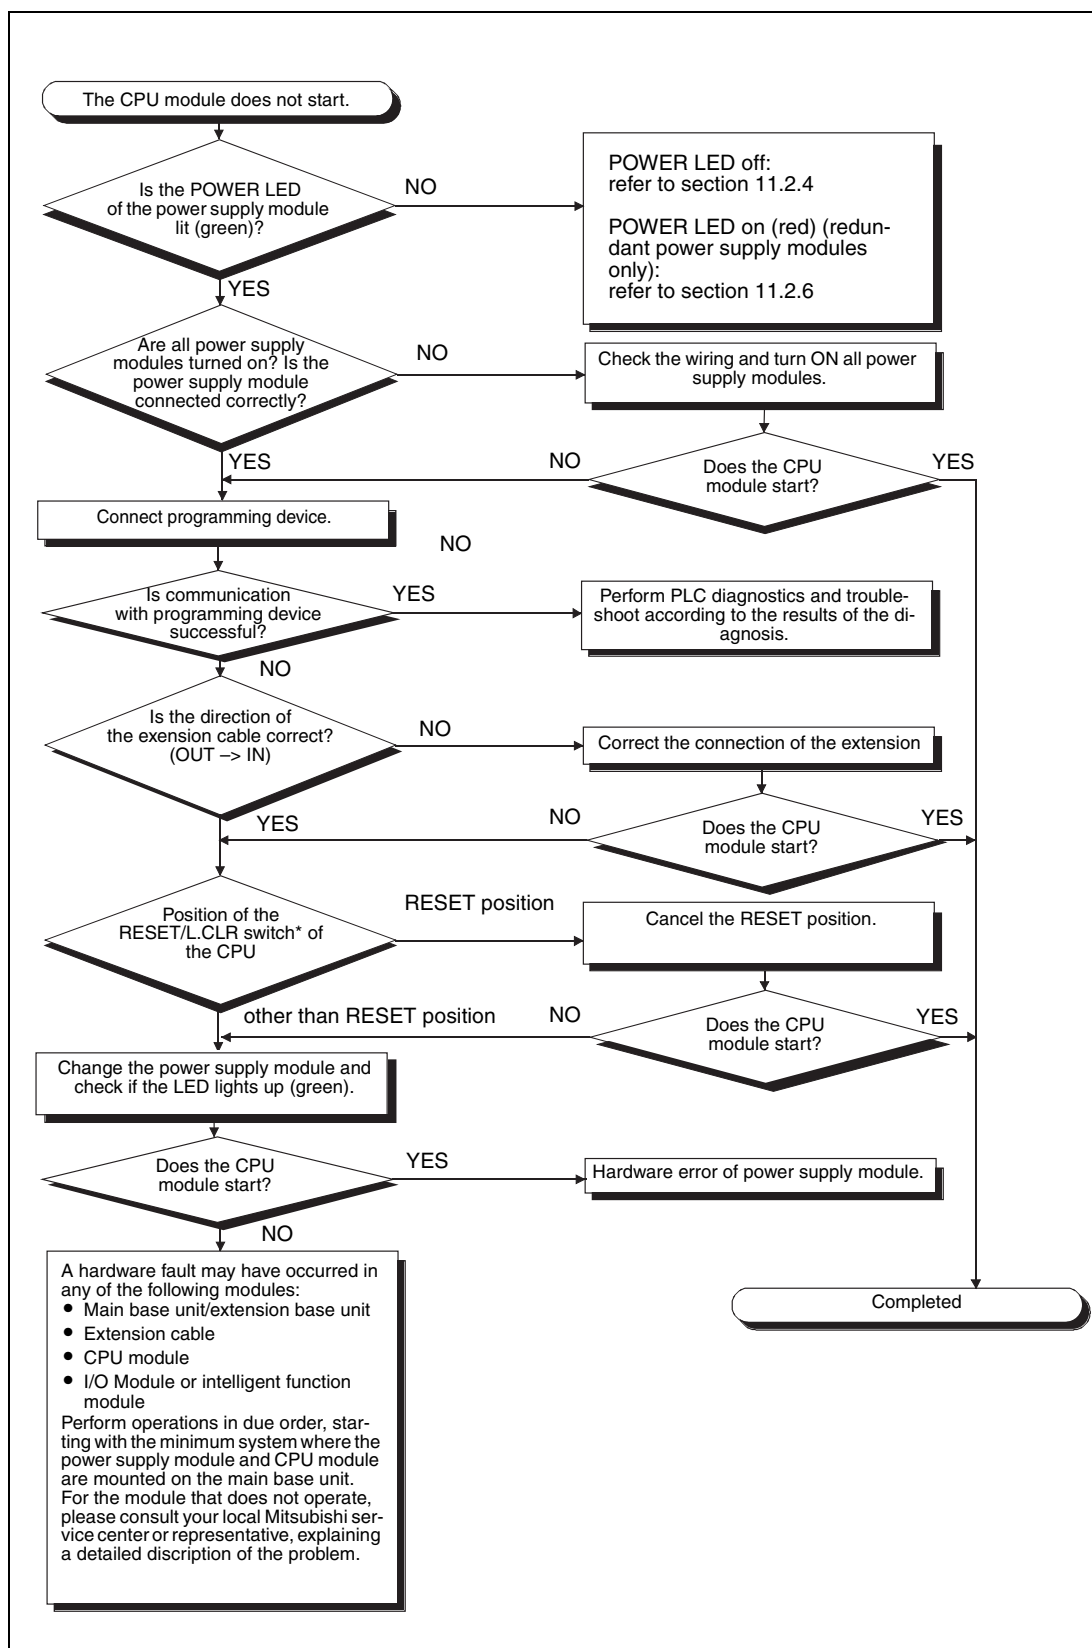 The CPU module does not start.
Is the POWER LED
of the power supply module
lit (green)?
NO
POWER LED off:
refer to section 11.2.4
POWER LED on (red) (redun-
dant power supply modules
only):
refer to section 11.2.6
YES
Are all power supply
modules turned on? Is the
power supply module
connected correctly?
NO
Check the wiring and turn ON all power
supply modules.
YES
NO
Does the CPU
module start?
YES
Connect programming device.
NO
Is communication
with programming device
successful?
YES
Perform PLC diagnostics and trouble-
shoot according to the results of the di-
agnosis.
NO
Is the direction of
the exension cable correct?
(OUT –> IN)
NO
Correct the connection of the extension
YES
NO
Does the CPU
module start?
YES
Position of the
RESET/L.CLR switch* of
the CPU
RESET position
Cancel the RESET position.
other than RESET position
NO
Does the CPU
module start?
YES
Change the power supply module and
check if the LED lights up (green).
Does the CPU
module start?
YES
Hardware error of power supply module.
NO
A hardware fault may have occurred in
any of the following modules:
● Main base unit/extension base unit
● Extension cable
● CPU module
● I/O Module or intelligent function
module
Perform operations in due order, star-
ting with the minimum system where the
power supply module and CPU module
are mounted on the main base unit.
For the module that does not operate,
please consult your local Mitsubishi ser-
vice center or representative, explaining
a detailed discription of the problem.
Completed